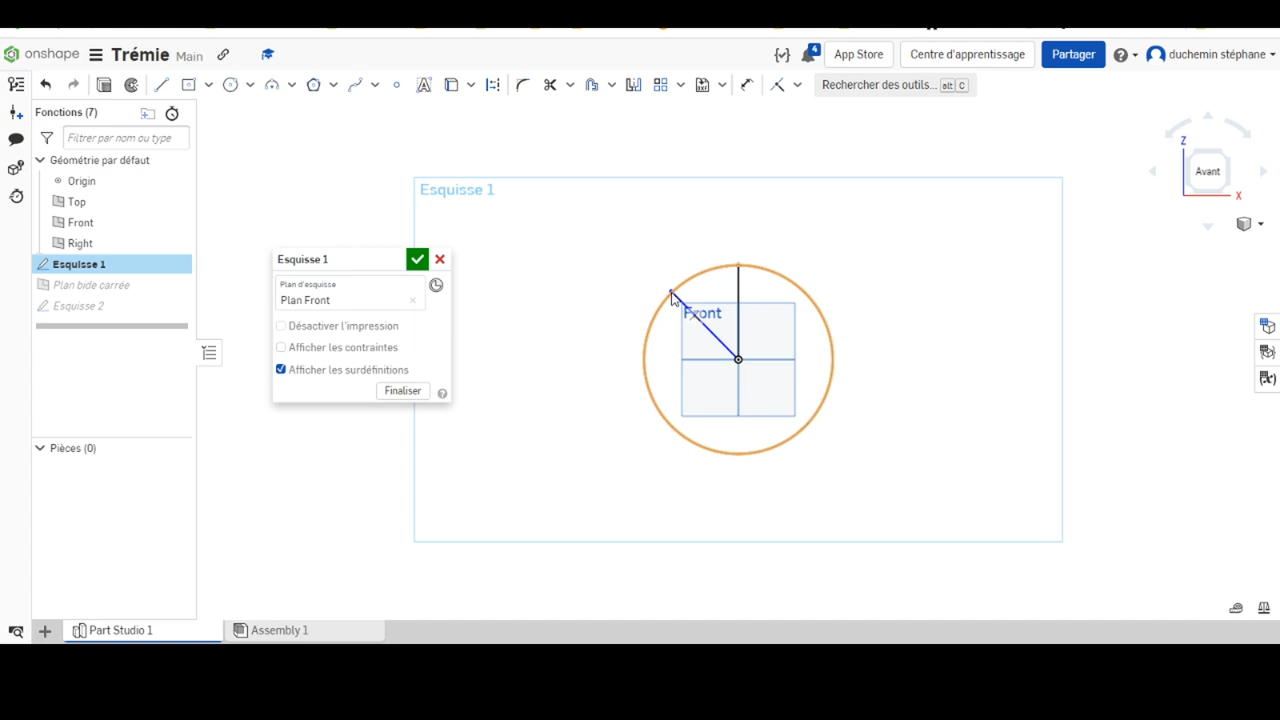 onshape
Trémie Main
4
App Store
Centre d'apprentissage
Partager
duchemin stéphane
Rechercher des outils... alt C
Fonctions (7)
Filtrer par nom ou type
Géométrie par défaut
Origin
Top
Front
Right
Esquisse 1
Plan bide carrée
Esquisse 2
Pièces (0)
Esquisse 1
Esquisse 1
Plan d'esquisse
Plan Front
Désactiver l'impression
Afficher les contraintes
Afficher les surdéfinitions
Finaliser
Front
Z
Avant
X
Part Studio 1
Assembly 1